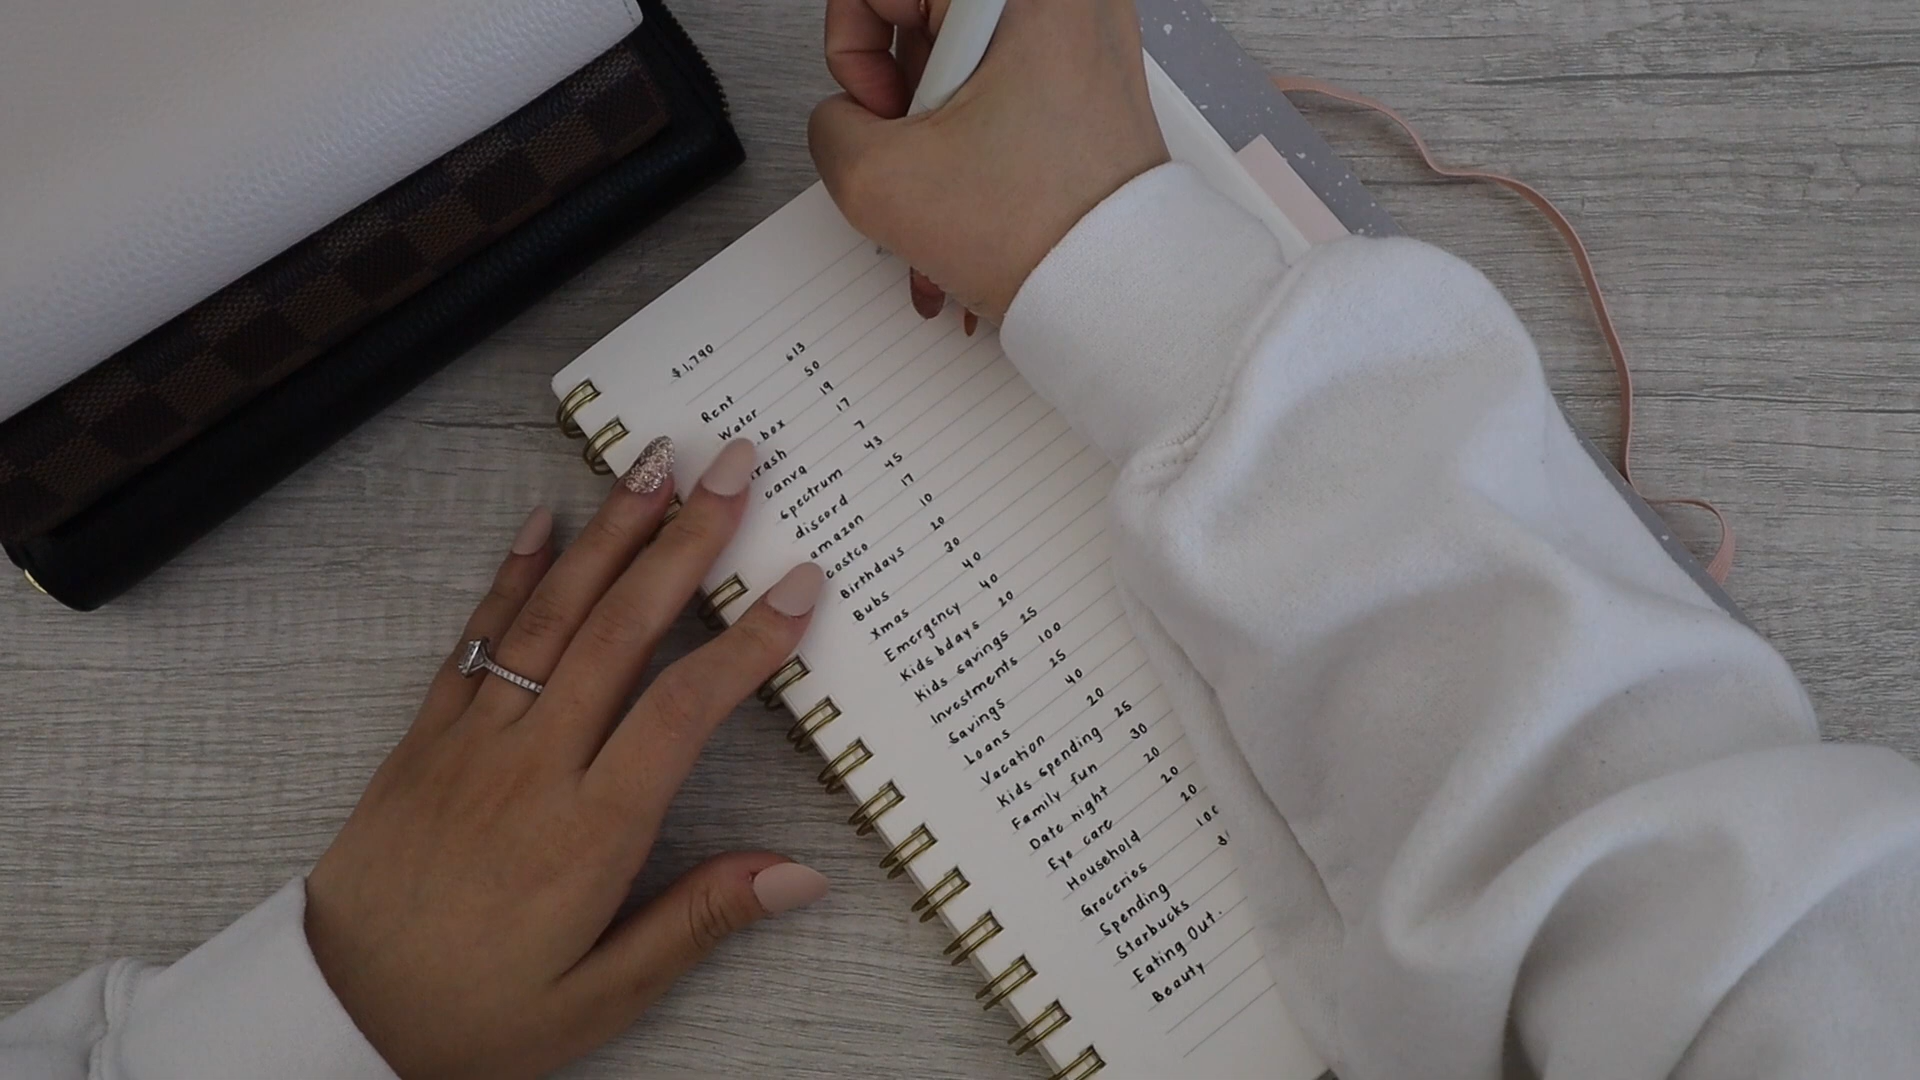 $1,790
Rent 613
Water 50
box 19
rash 17
canva 7
spectrum 43
discord 45
amazon 17
costco 10
Birthdays 20
Bubs 30
Xmas 40
Emergency 40
Kids bdays 20
Kids savings 25
Investments 100
Savings 25
Loans 40
Vacation 20
Kids spending 25
Family fun 30
Date night 20
Eye care 20
Household 20
Groceries 100
Spending
Starbucks
Eating Out.
Beauty